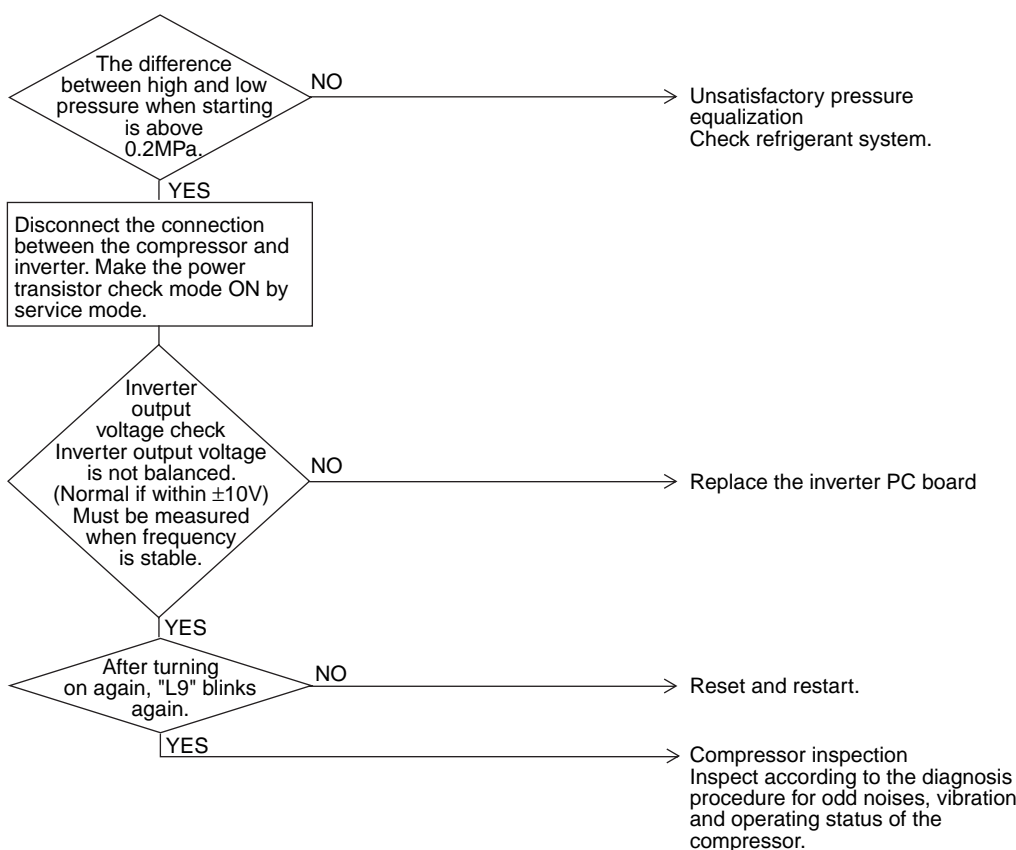 The difference
between high and low
pressure when starting
is above
0.2MPa.
NO
Unsatisfactory pressure
equalization
Check refrigerant system.
YES
Disconnect the connection
between the compressor and
inverter. Make the power
transistor check mode ON by
service mode.
Inverter
output
voltage check
Inverter output voltage
is not balanced.
(Normal if within ±10V)
Must be measured
when frequency
is stable.
NO
Replace the inverter PC board
YES
After turning
on again, "L9" blinks
again.
NO
Reset and restart.
YES
Compressor inspection
Inspect according to the diagnosis
procedure for odd noises, vibration
and operating status of the
compressor.